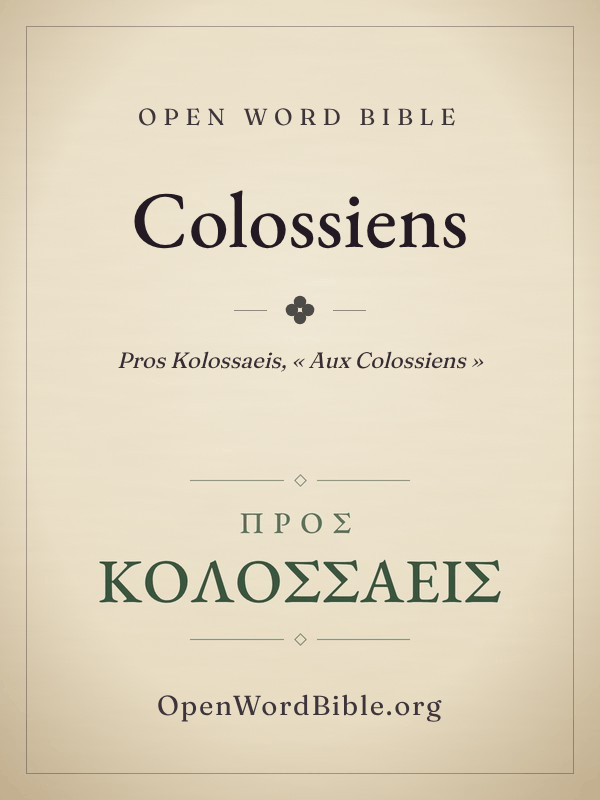 OPEN WORD BIBLE
Colossiens
Pros Kolossaeis, « Aux Colossiens »
ΠΡΟΣ
ΚΟΛΟΣΣΑΕΙΣ
OpenWordBible.org